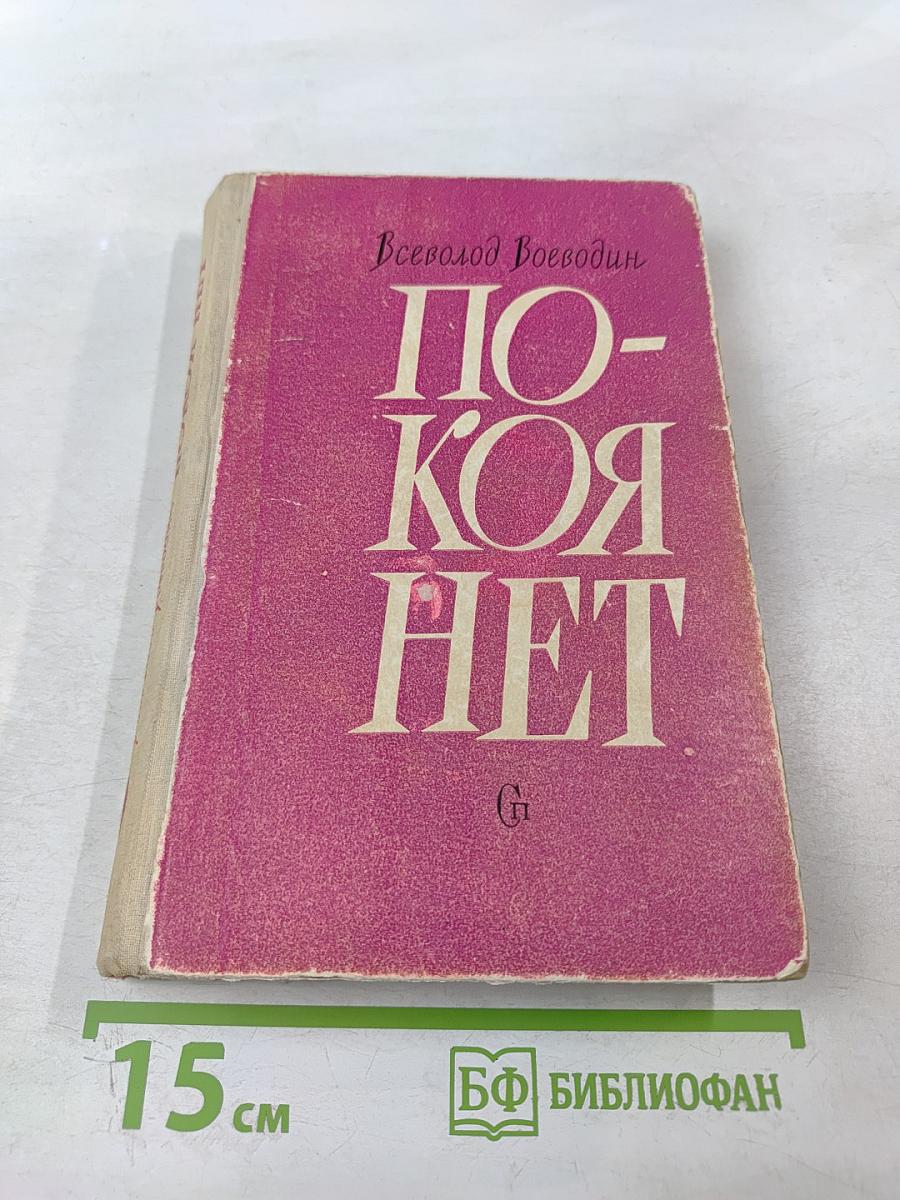 Всеволод Воеводин
ПО-
КОЯ
НЕТ
Сп
15 см
БФ БИБЛИОФАН